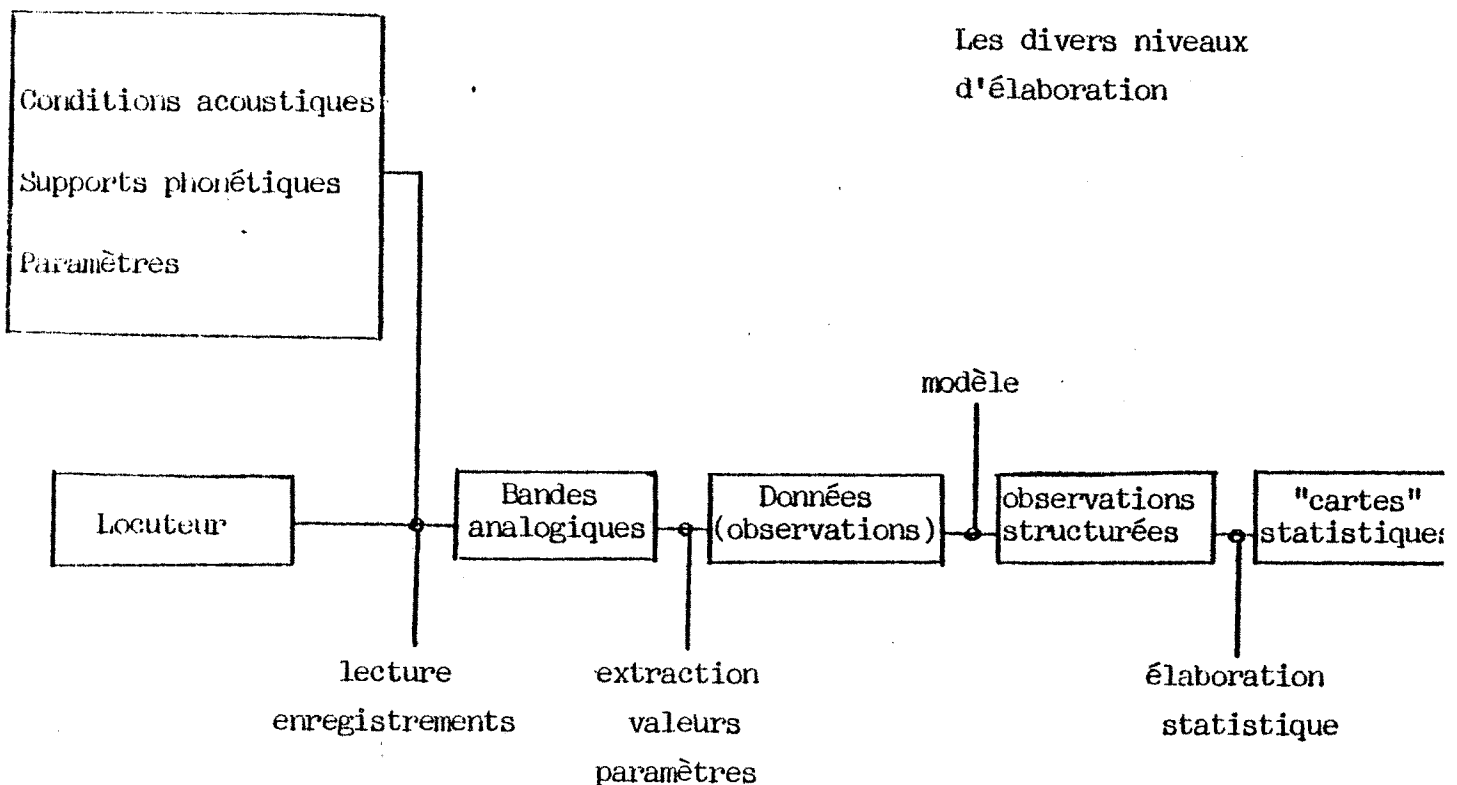 Les divers niveaux
d'élaboration
Conditions acoustiques
Supports phonétiques
Paramètres
modèle
Locuteur
Bandes
analogiques
Données
(observations)
observations
structurées
"cartes"
statistiques
lecture
enregistrements
extraction
valeurs
paramètres
élaboration
statistique